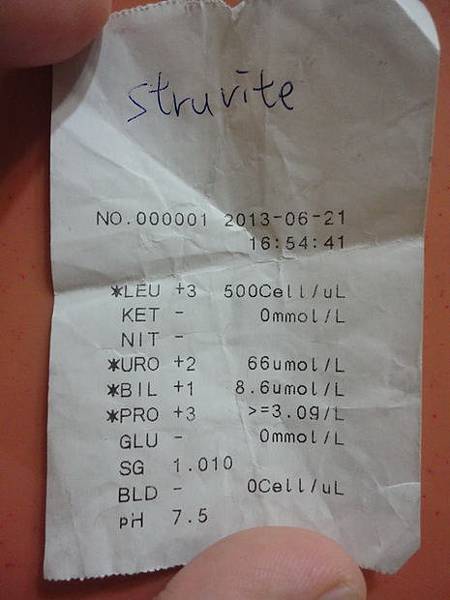 struvite
NO.000001 2013-06-21
16:54:41
*LEU +3 500Cell/uL
KET - 0mmol/L
NIT -
*URO +2 66umol/L
*BIL +1 8.6umol/L
*PRO +3 >=3.0g/L
GLU - 0mmol/L
SG 1.010
BLD - 0Cell/uL
pH 7.5